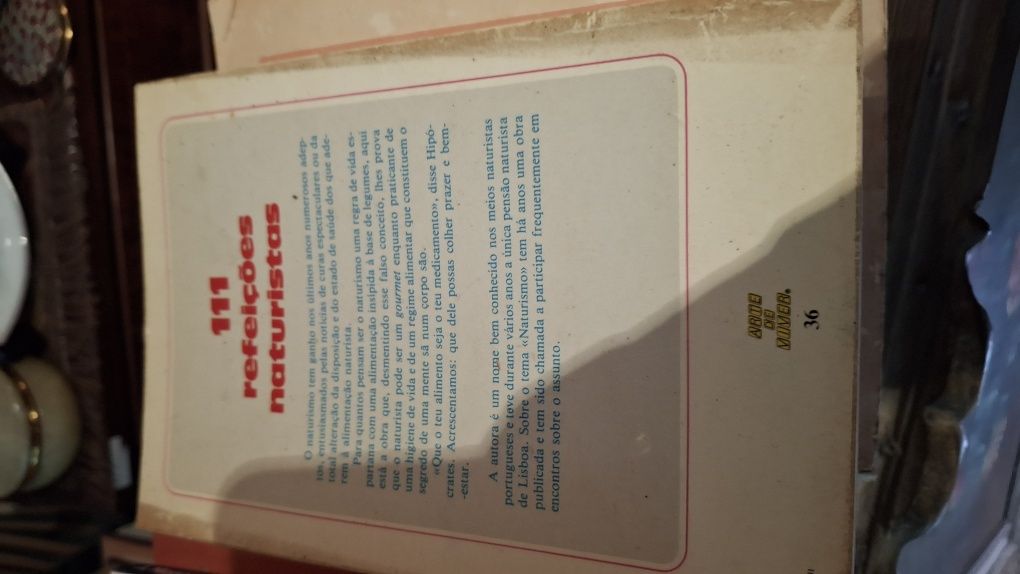 111
refeições
naturistas
O naturismo tem ganho nos últimos anos numerosos adep-
tos, entusiasmados pelas notícias de curas espectaculares ou da
total alteração da disposição e do estado de saúde dos que ade-
rem à alimentação naturista.
Para quantos pensam ser o naturismo uma regra de vida es-
partana com uma alimentação insípida à base de legumes, aqui
está a obra que, desmentindo esse falso conceito, lhes prova
que o naturista pode ser um gourmet enquanto praticante de
uma higiene de vida e de um regime alimentar que constituem o
segredo de uma mente sã num corpo são.
«Que o teu alimento seja o teu medicamento», disse Hipó-
crates. Acrescentamos: que dele possas colher prazer e bem-
-estar.
A autora é um nome bem conhecido nos meios naturistas
portugueses e teve durante vários anos a única pensão naturista
de Lisboa. Sobre o tema «Naturismo» tem há anos uma obra
publicada e tem sido chamada a participar frequentemente em
encontros sobre o assunto.
ARTE
DE
VIVER
36